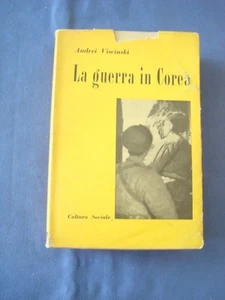 Andrei Viscinski
La guerra in Corea
Cultura Sociale